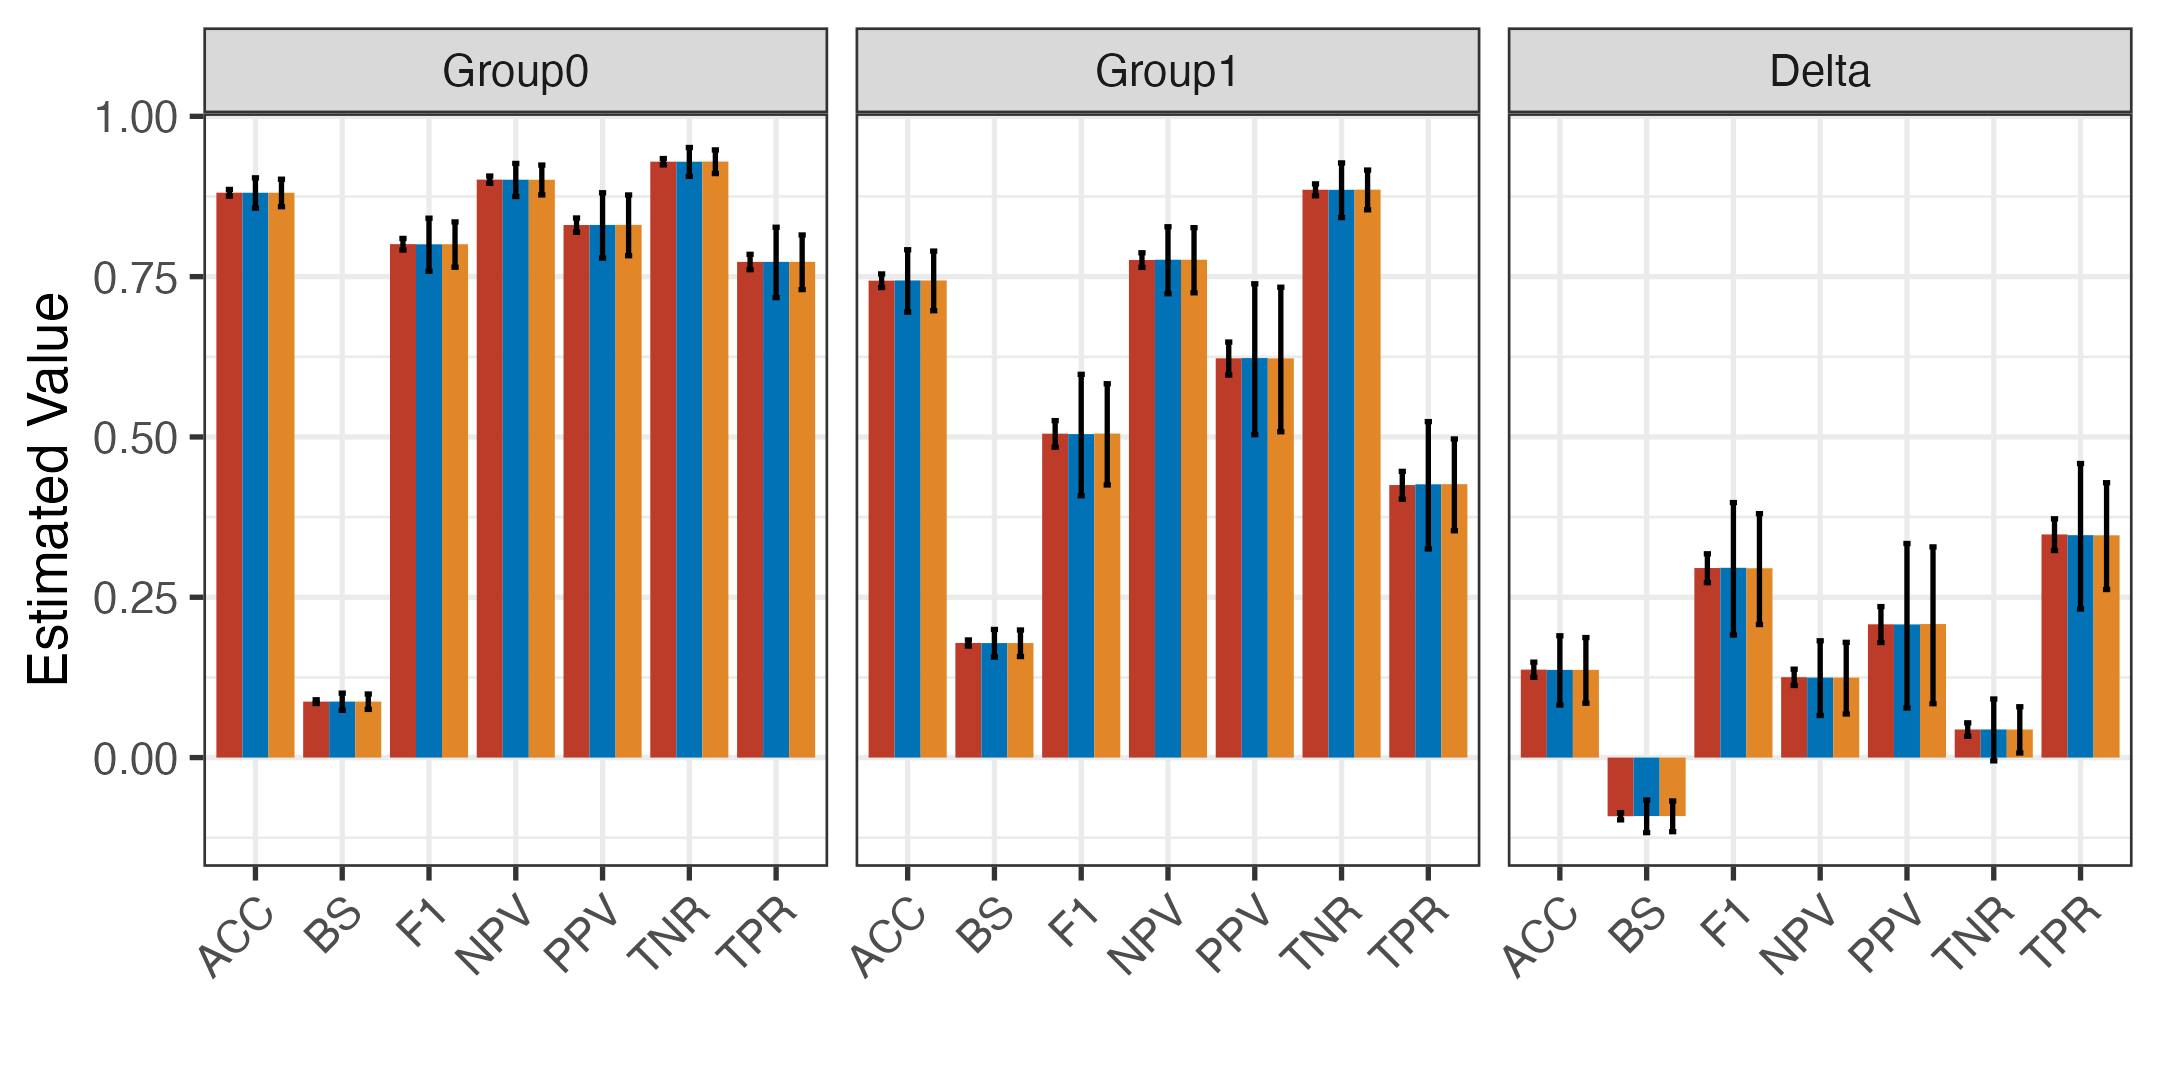 Group0 Group1 Delta
1.00
0.75
0.50
0.25
0.00
Estimated Value
ACC BS F1 NPV PPV TNR TPR ACC BS F1 NPV PPV TNR TPR ACC BS F1 NPV PPV TNR TPR